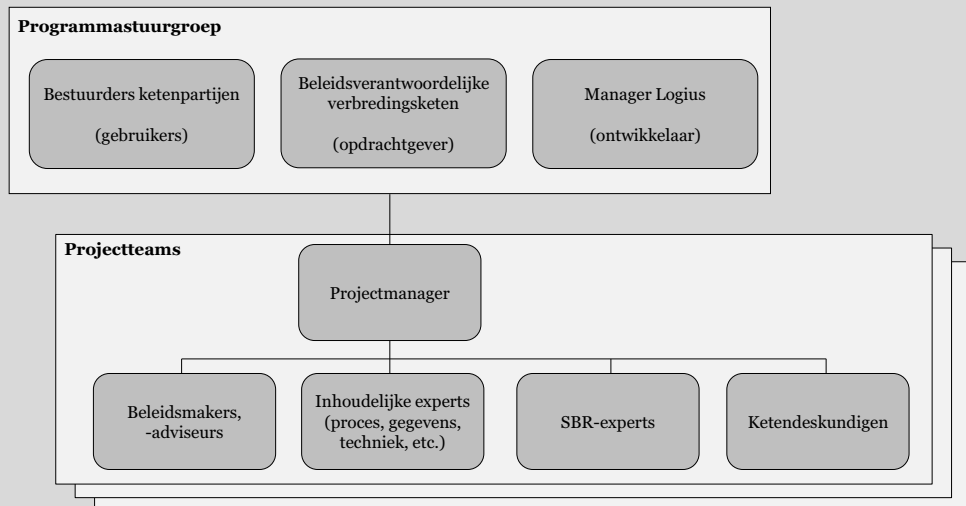 Programmastuurgroep
Bestuurders ketenpartijen
(gebruikers)
Beleidsverantwoordelijke
verbredingsketen
(opdrachtgever)
Manager Logius
(ontwikkelaar)
Projectteams
Projectmanager
Beleidsmakers,
-adviseurs
Inhoudelijke experts
(proces, gegevens,
techniek, etc.)
SBR-experts
Ketendeskundigen